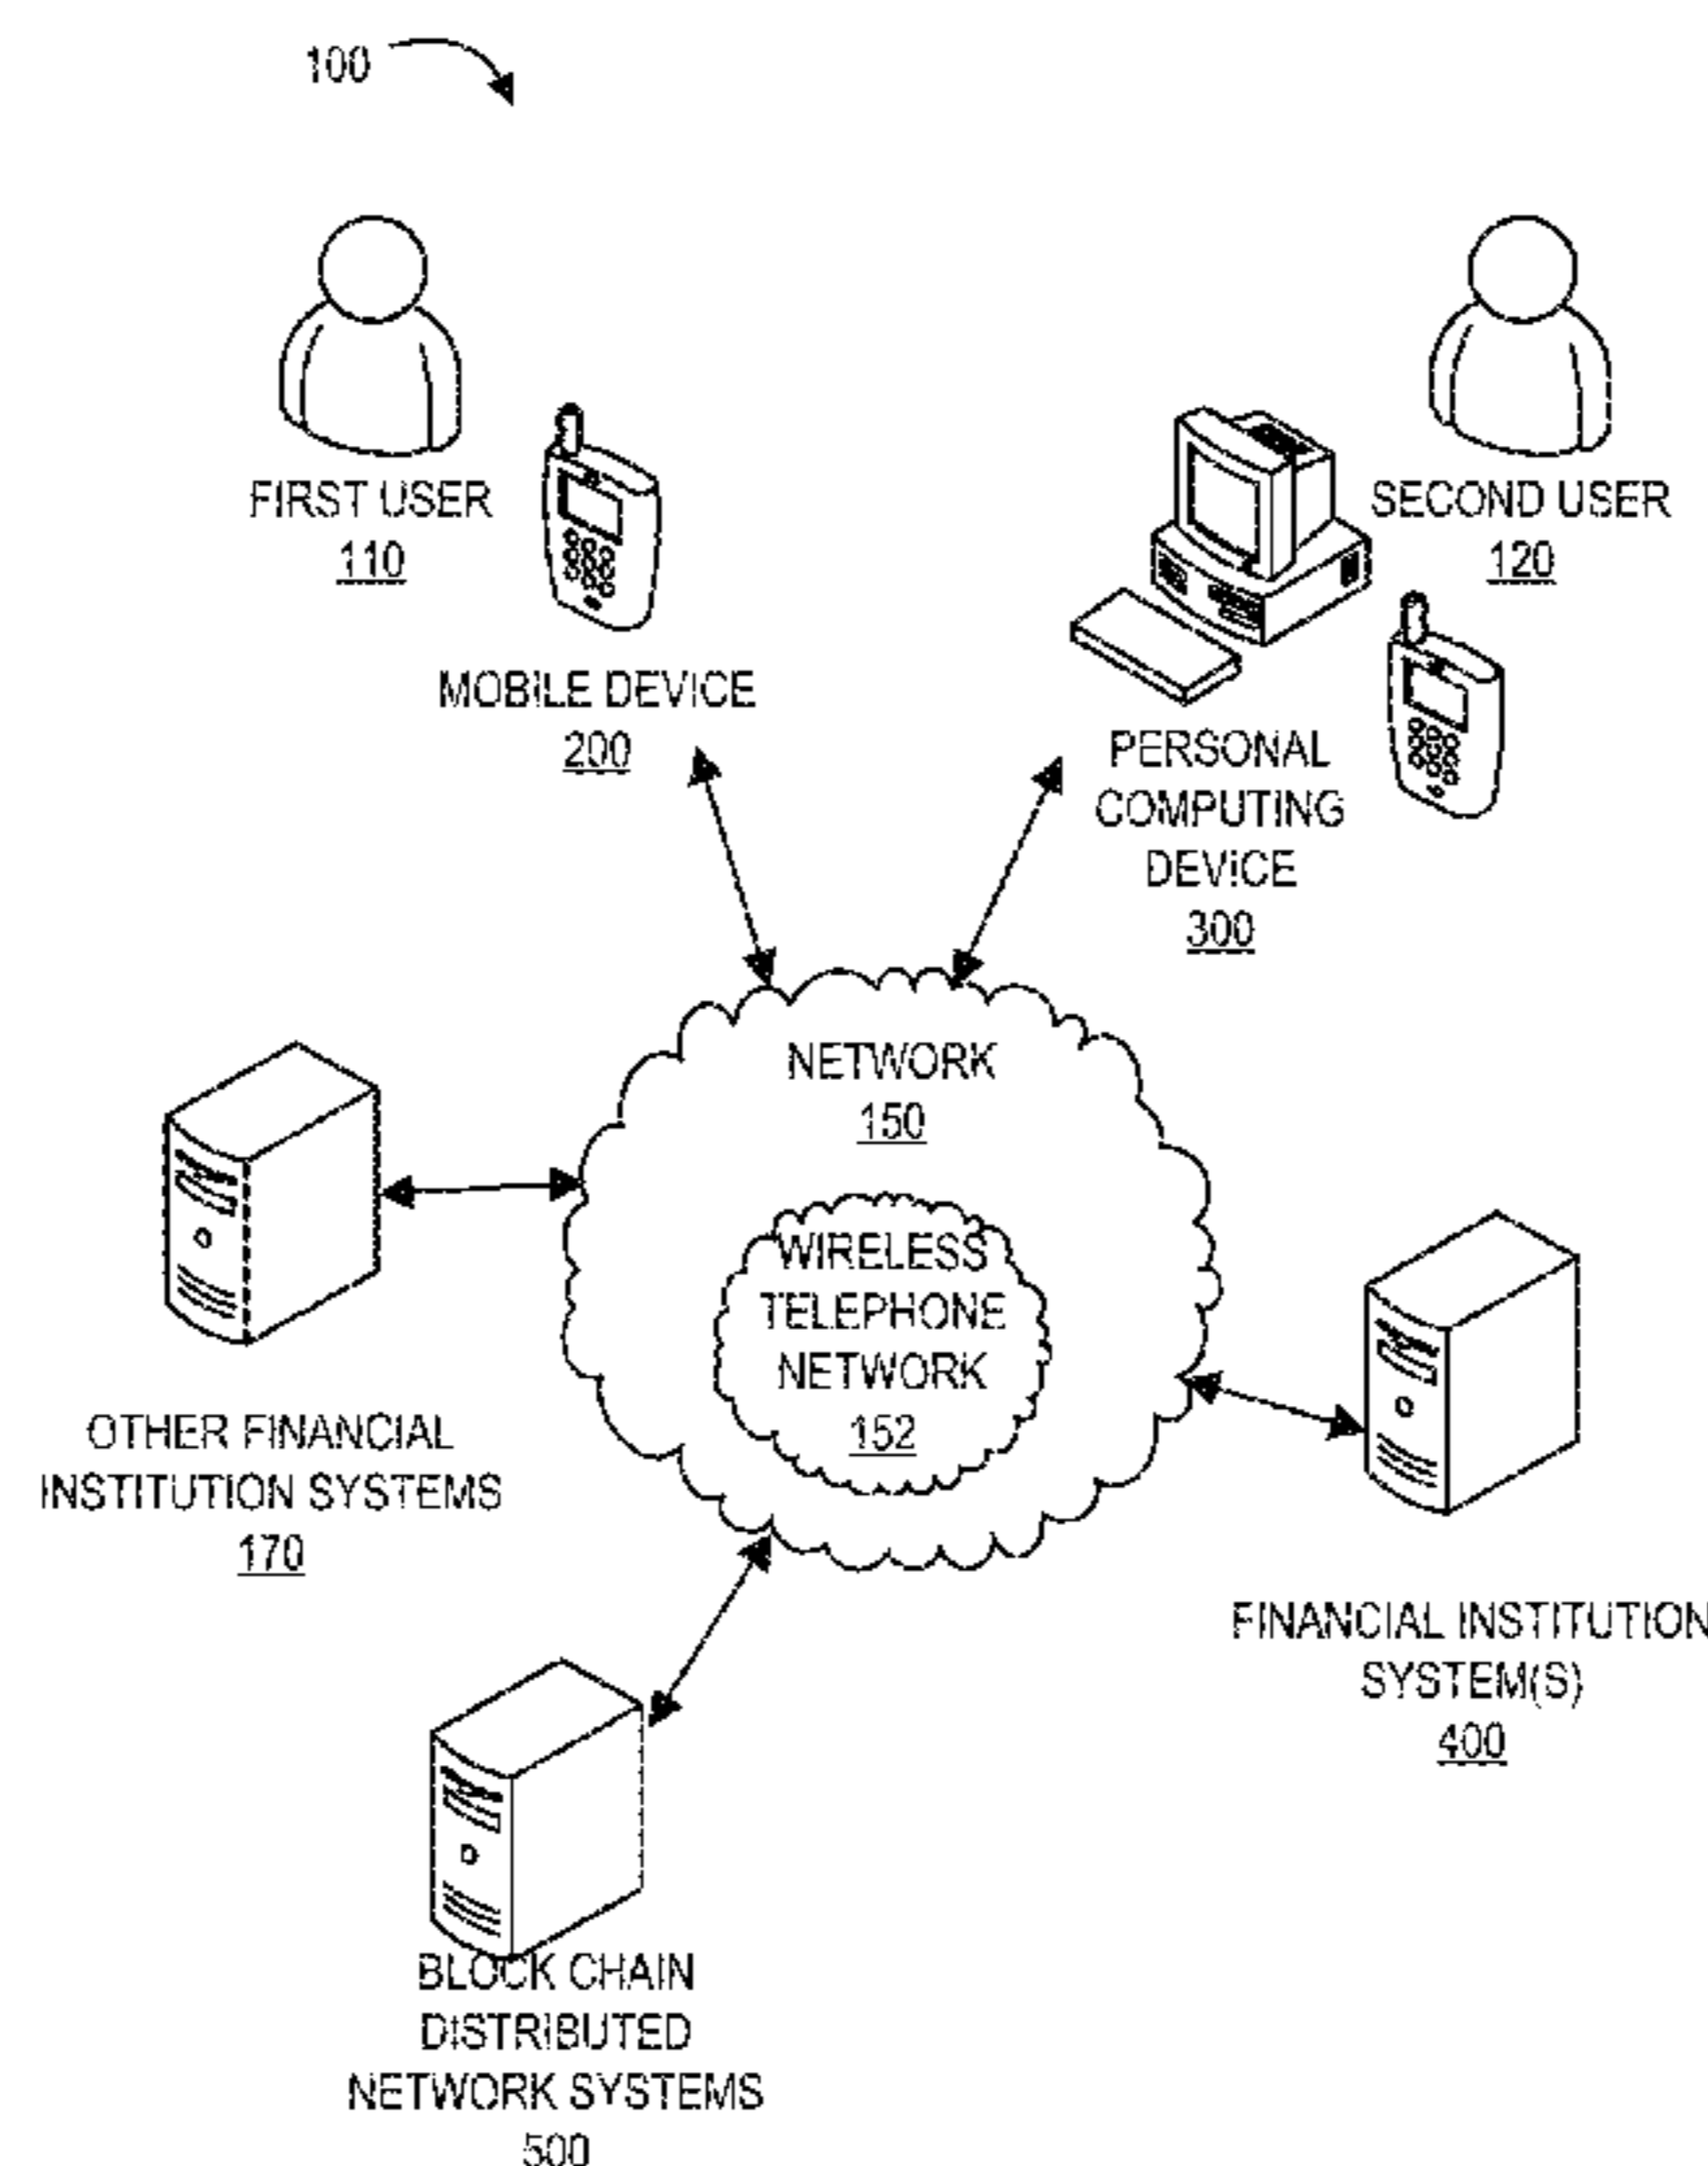 100
FIRST USER
110
SECOND USER
120
MOBILE DEVICE
200
PERSONAL
COMPUTING
DEVICE
300
NETWORK
150
WIRELESS
TELEPHONE
NETWORK
152
OTHER FINANCIAL
INSTITUTION SYSTEMS
170
FINANCIAL INSTITUTION
SYSTEM(S)
400
BLOCK CHAIN
DISTRIBUTED
NETWORK SYSTEMS
500